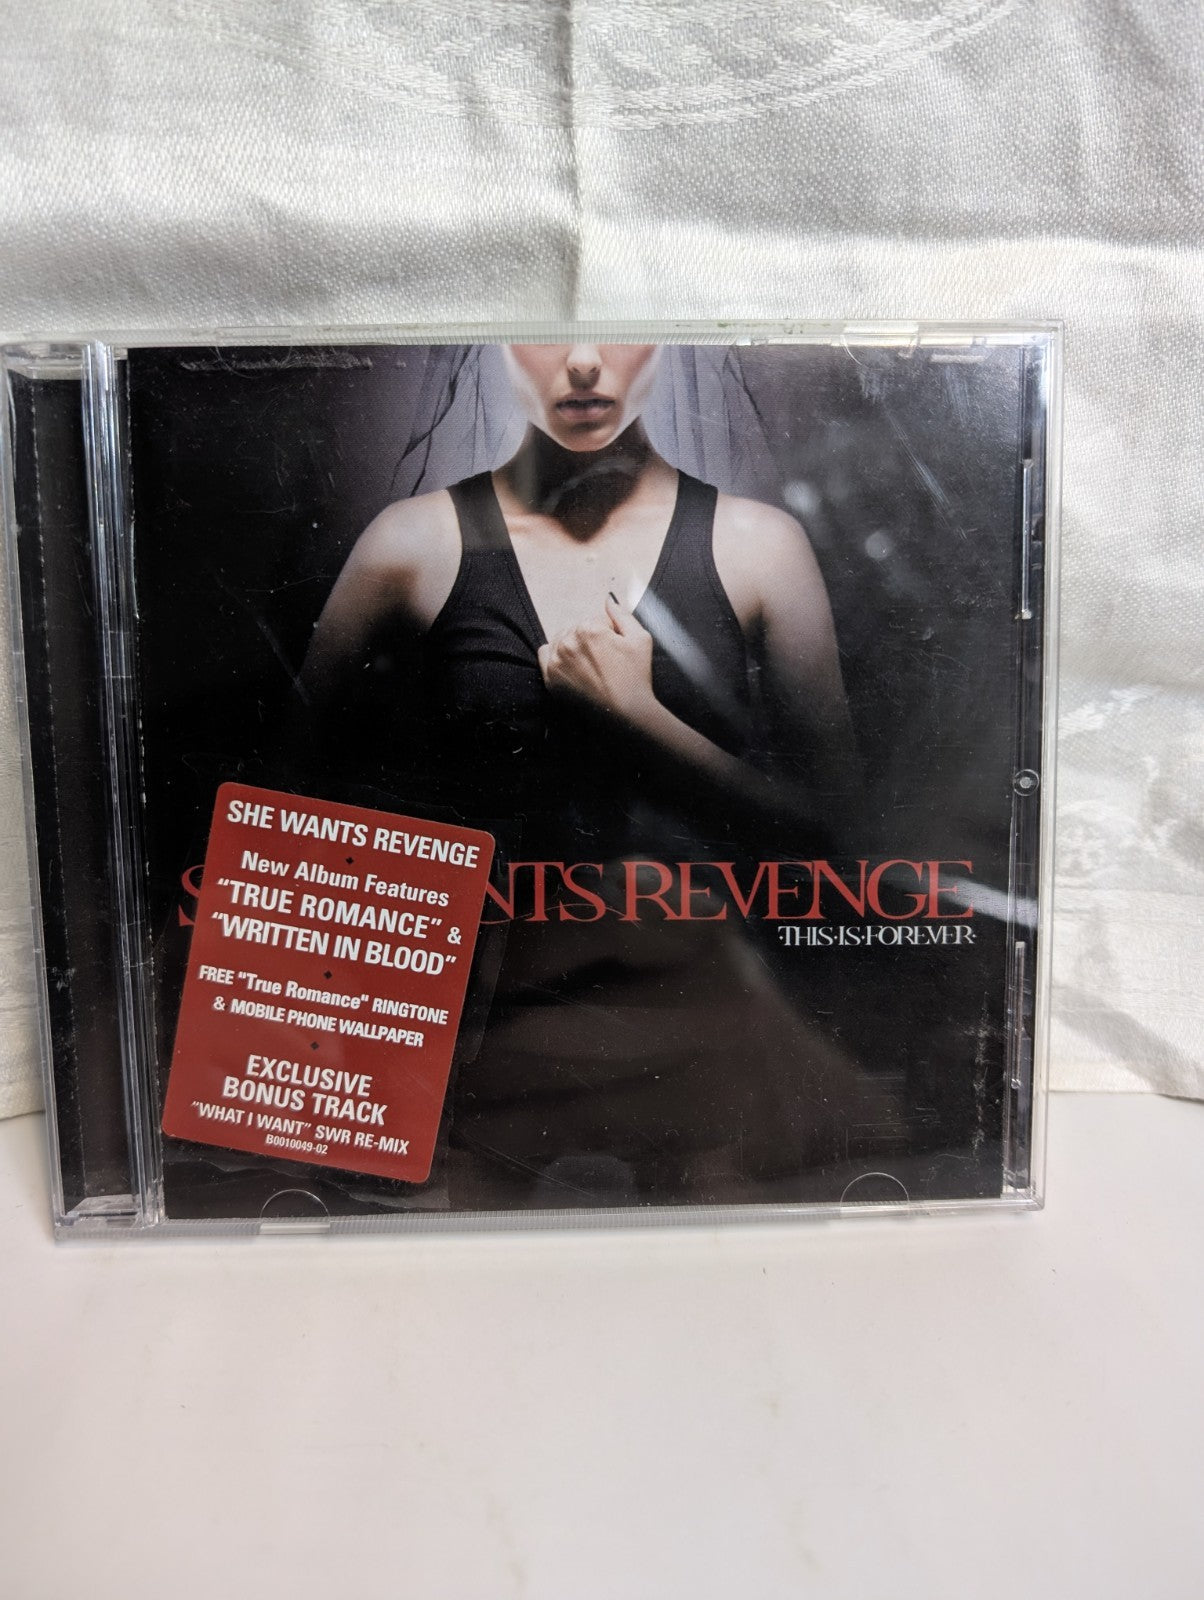 SHE WANTS REVENGE
New Album Features
"TRUE ROMANCE" &
"WRITTEN IN BLOOD"
FREE "True Romance" RINGTONE
& MOBILE PHONE WALLPAPER
EXCLUSIVE
BONUS TRACK
"WHAT I WANT" SWR RE-MIX
B0010049-02
S NTS REVENGE
·THIS·IS·FOREVER·